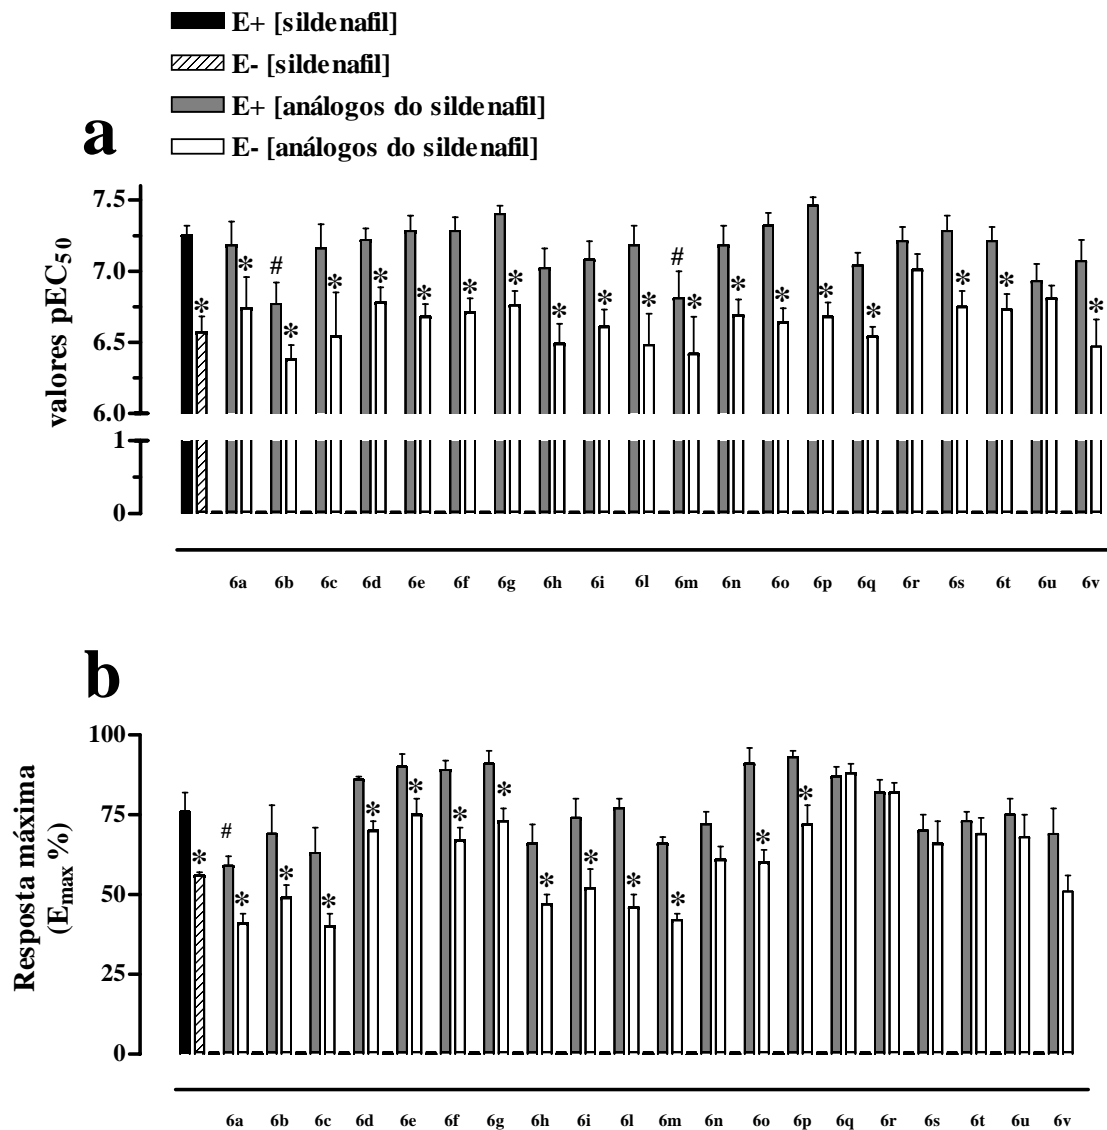 E+ [sildenafil]
E- [sildenafil]
E+ [análogos do sildenafil]
E- [análogos do sildenafil]
a
valores pEC50
7.5
7.0
6.5
6.0
1
0
* * # * * * * * * * * * * # * * * * * * * *
6a 6b 6c 6d 6e 6f 6g 6h 6i 6l 6m 6n 6o 6p 6q 6r 6s 6t 6u 6v
b
Resposta máxima
(Emax %)
100
75
50
25
0
* # * * * * * * * * * * * * *
6a 6b 6c 6d 6e 6f 6g 6h 6i 6l 6m 6n 6o 6p 6q 6r 6s 6t 6u 6v